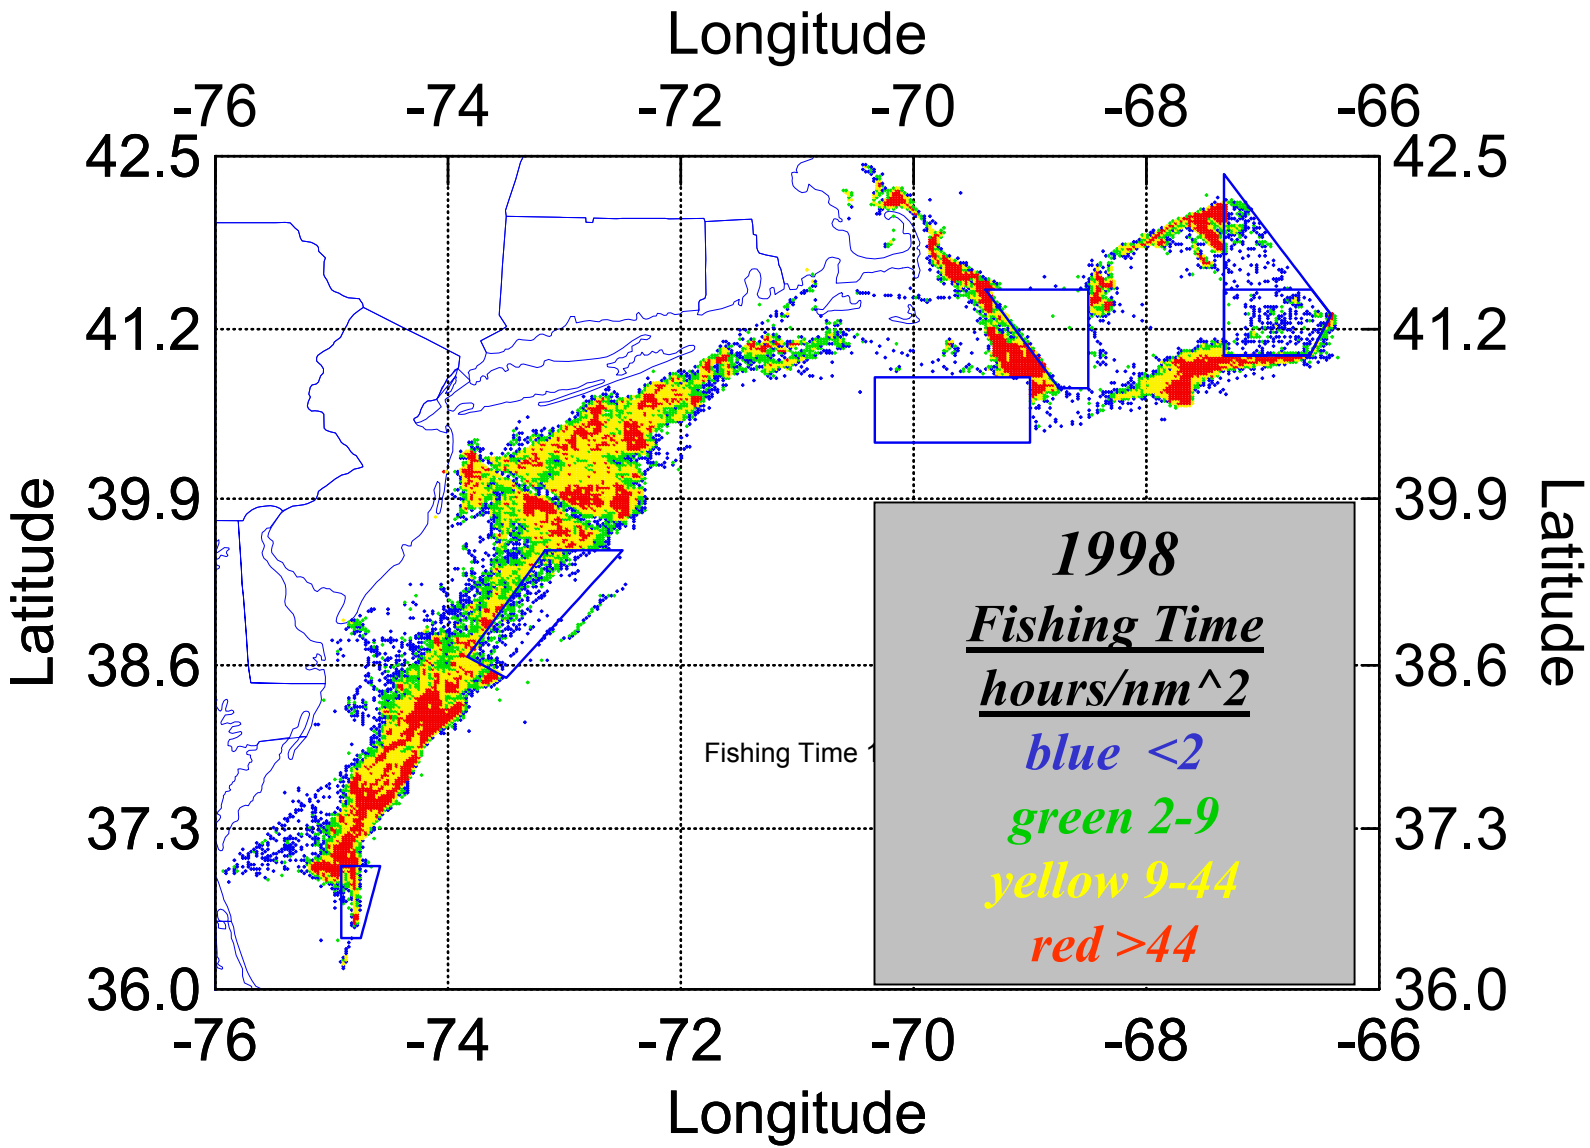 Longitude
-76 -74 -72 -70 -68 -66
42.5 42.5
41.2 41.2
39.9 39.9
38.6 38.6
37.3 37.3
36.0 36.0
Latitude
Latitude
1998
Fishing Time
hours/nm^2
blue <2
green 2-9
yellow 9-44
red >44
Fishing Time 1
-76 -74 -72 -70 -68 -66
Longitude